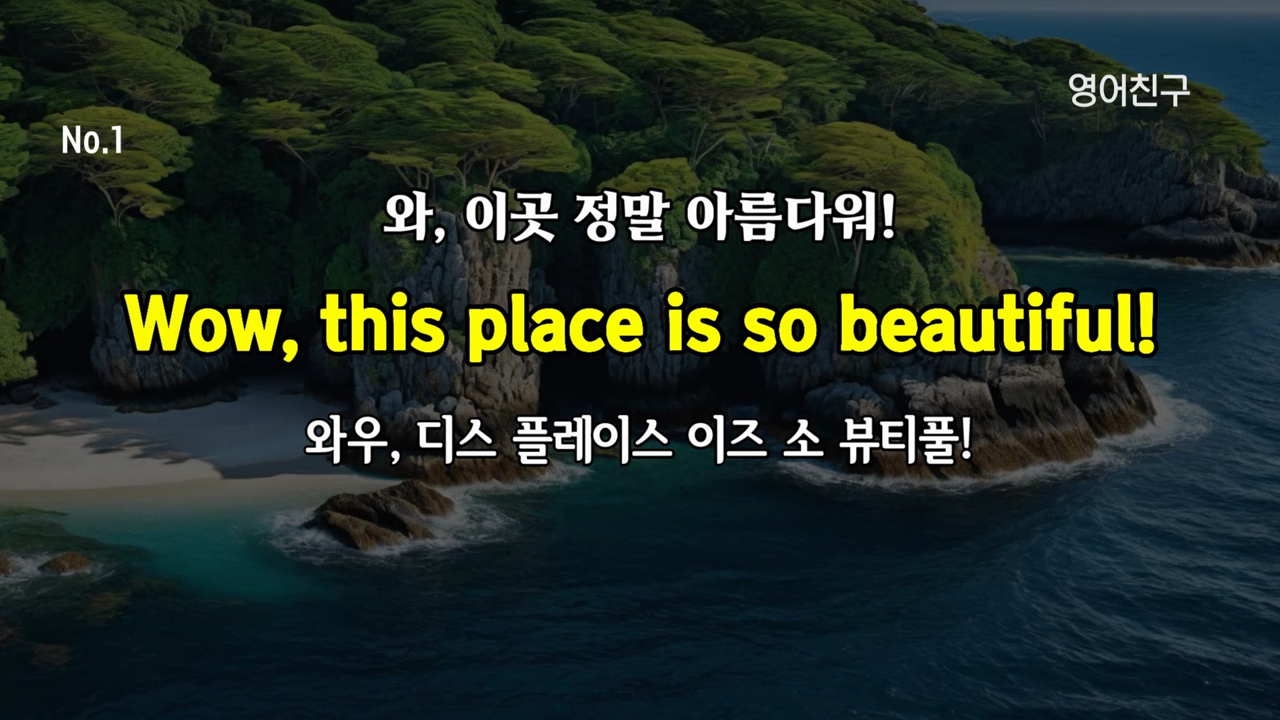 영어친구
No.1
와, 이곳 정말 아름다워!
Wow, this place is so beautiful!
와우, 디스 플레이스 이즈 소 뷰티풀!